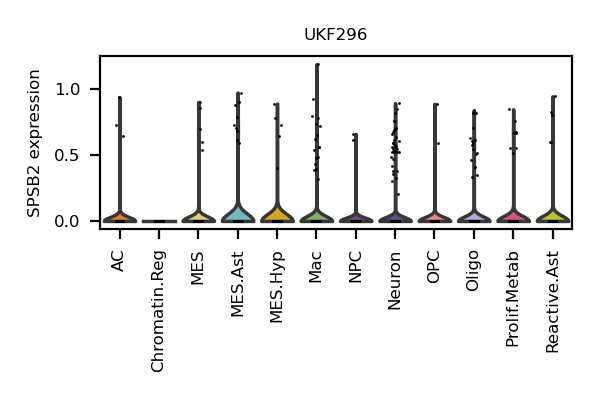 UKF296
SPSB2 expression
1.0
0.5
0.0
AC
Chromatin.Reg
MES
MES.Ast
MES.Hyp
Mac
NPC
Neuron
OPC
Oligo
Prolif.Metab
Reactive.Ast